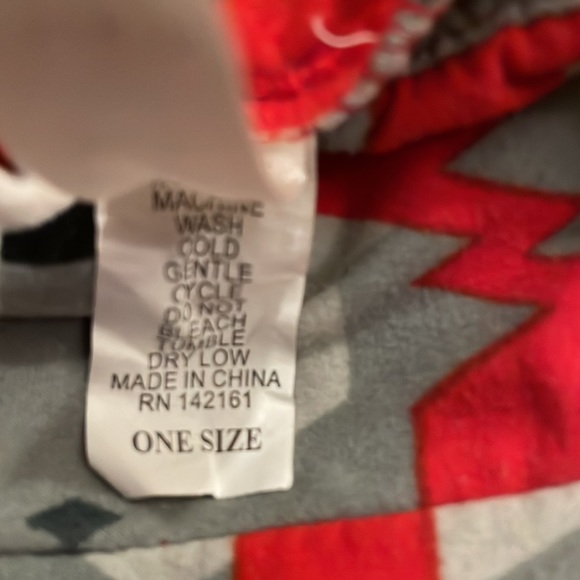 MACHINE
WASH
COLD
GENTLE
CYCLE
DO NOT
BLEACH
TUMBLE
DRY LOW
MADE IN CHINA
RN 142161
ONE SIZE